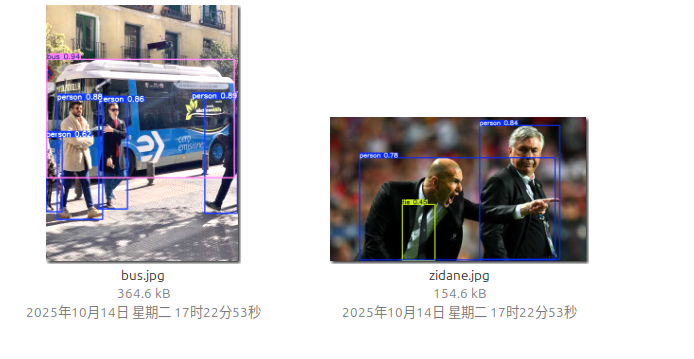 bus 0.94
person 0.88
person 0.86
person 0.89
person 0.62
cero
emisiones
bus.jpg
364.6 kB
2025年10月14日 星期二 17时22分53秒
person 0.84
person 0.78
tie 0.45
zidane.jpg
154.6 kB
2025年10月14日 星期二 17时22分53秒